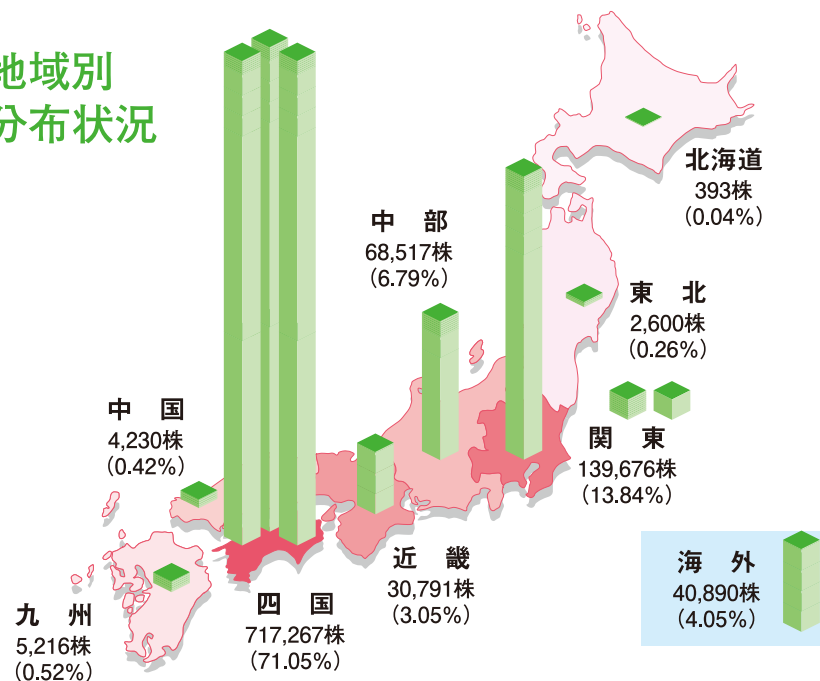 地域別
分布状況
北海道
393株
(0.04%)
東 北
2,600株
(0.26%)
関 東
139,676株
(13.84%)
中 部
68,517株
(6.79%)
近 畿
30,791株
(3.05%)
中 国
4,230株
(0.42%)
四 国
717,267株
(71.05%)
九 州
5,216株
(0.52%)
海 外
40,890株
(4.05%)